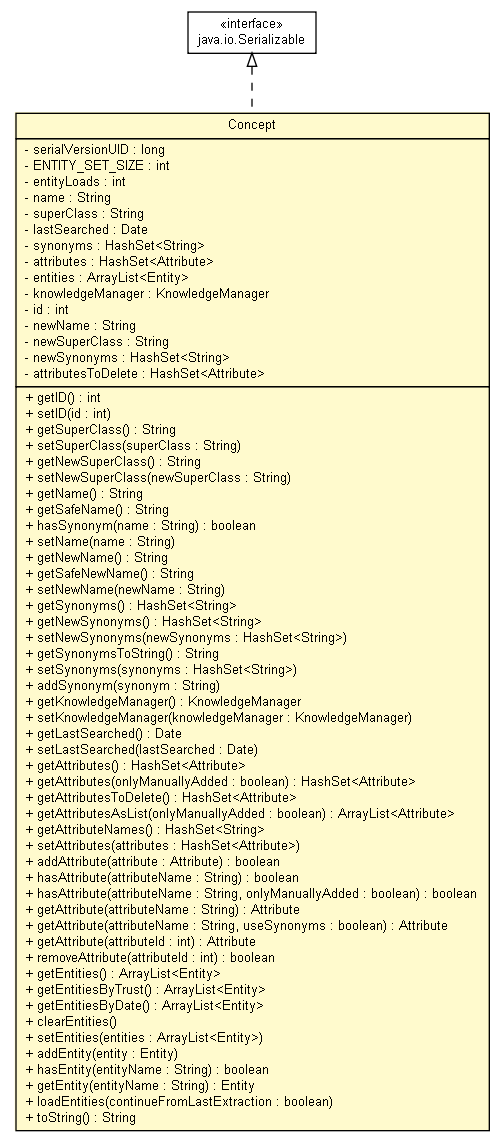 «interface»
java.io.Serializable
Concept
- serialVersionUID : long
- ENTITY_SET_SIZE : int
- entityLoads : int
- name : String
- superClass : String
- lastSearched : Date
- synonyms : HashSet<String>
- attributes : HashSet<Attribute>
- entities : ArrayList<Entity>
- knowledgeManager : KnowledgeManager
- id : int
- newName : String
- newSuperClass : String
- newSynonyms : HashSet<String>
- attributesToDelete : HashSet<Attribute>
+ getID() : int
+ setID(id : int)
+ getSuperClass() : String
+ setSuperClass(superClass : String)
+ getNewSuperClass() : String
+ setNewSuperClass(newSuperClass : String)
+ getName() : String
+ getSafeName() : String
+ hasSynonym(name : String) : boolean
+ setName(name : String)
+ getNewName() : String
+ getSafeNewName() : String
+ setNewName(newName : String)
+ getSynonyms() : HashSet<String>
+ getNewSynonyms() : HashSet<String>
+ setNewSynonyms(newSynonyms : HashSet<String>)
+ getSynonymsToString() : String
+ setSynonyms(synonyms : HashSet<String>)
+ addSynonym(synonym : String)
+ getKnowledgeManager() : KnowledgeManager
+ setKnowledgeManager(knowledgeManager : KnowledgeManager)
+ getLastSearched() : Date
+ setLastSearched(lastSearched : Date)
+ getAttributes() : HashSet<Attribute>
+ getAttributes(onlyManuallyAdded : boolean) : HashSet<Attribute>
+ getAttributesToDelete() : HashSet<Attribute>
+ getAttributesAsList(onlyManuallyAdded : boolean) : ArrayList<Attribute>
+ getAttributeNames() : HashSet<String>
+ setAttributes(attributes : HashSet<Attribute>)
+ addAttribute(attribute : Attribute) : boolean
+ hasAttribute(attributeName : String) : boolean
+ hasAttribute(attributeName : String, onlyManuallyAdded : boolean) : boolean
+ getAttribute(attributeName : String) : Attribute
+ getAttribute(attributeName : String, useSynonyms : boolean) : Attribute
+ getAttribute(attributeId : int) : Attribute
+ removeAttribute(attributeId : int) : boolean
+ getEntities() : ArrayList<Entity>
+ getEntitiesByTrust() : ArrayList<Entity>
+ getEntitiesByDate() : ArrayList<Entity>
+ clearEntities()
+ setEntities(entities : ArrayList<Entity>)
+ addEntity(entity : Entity)
+ hasEntity(entityName : String) : boolean
+ getEntity(entityName : String) : Entity
+ loadEntities(continueFromLastExtraction : boolean)
+ toString() : String